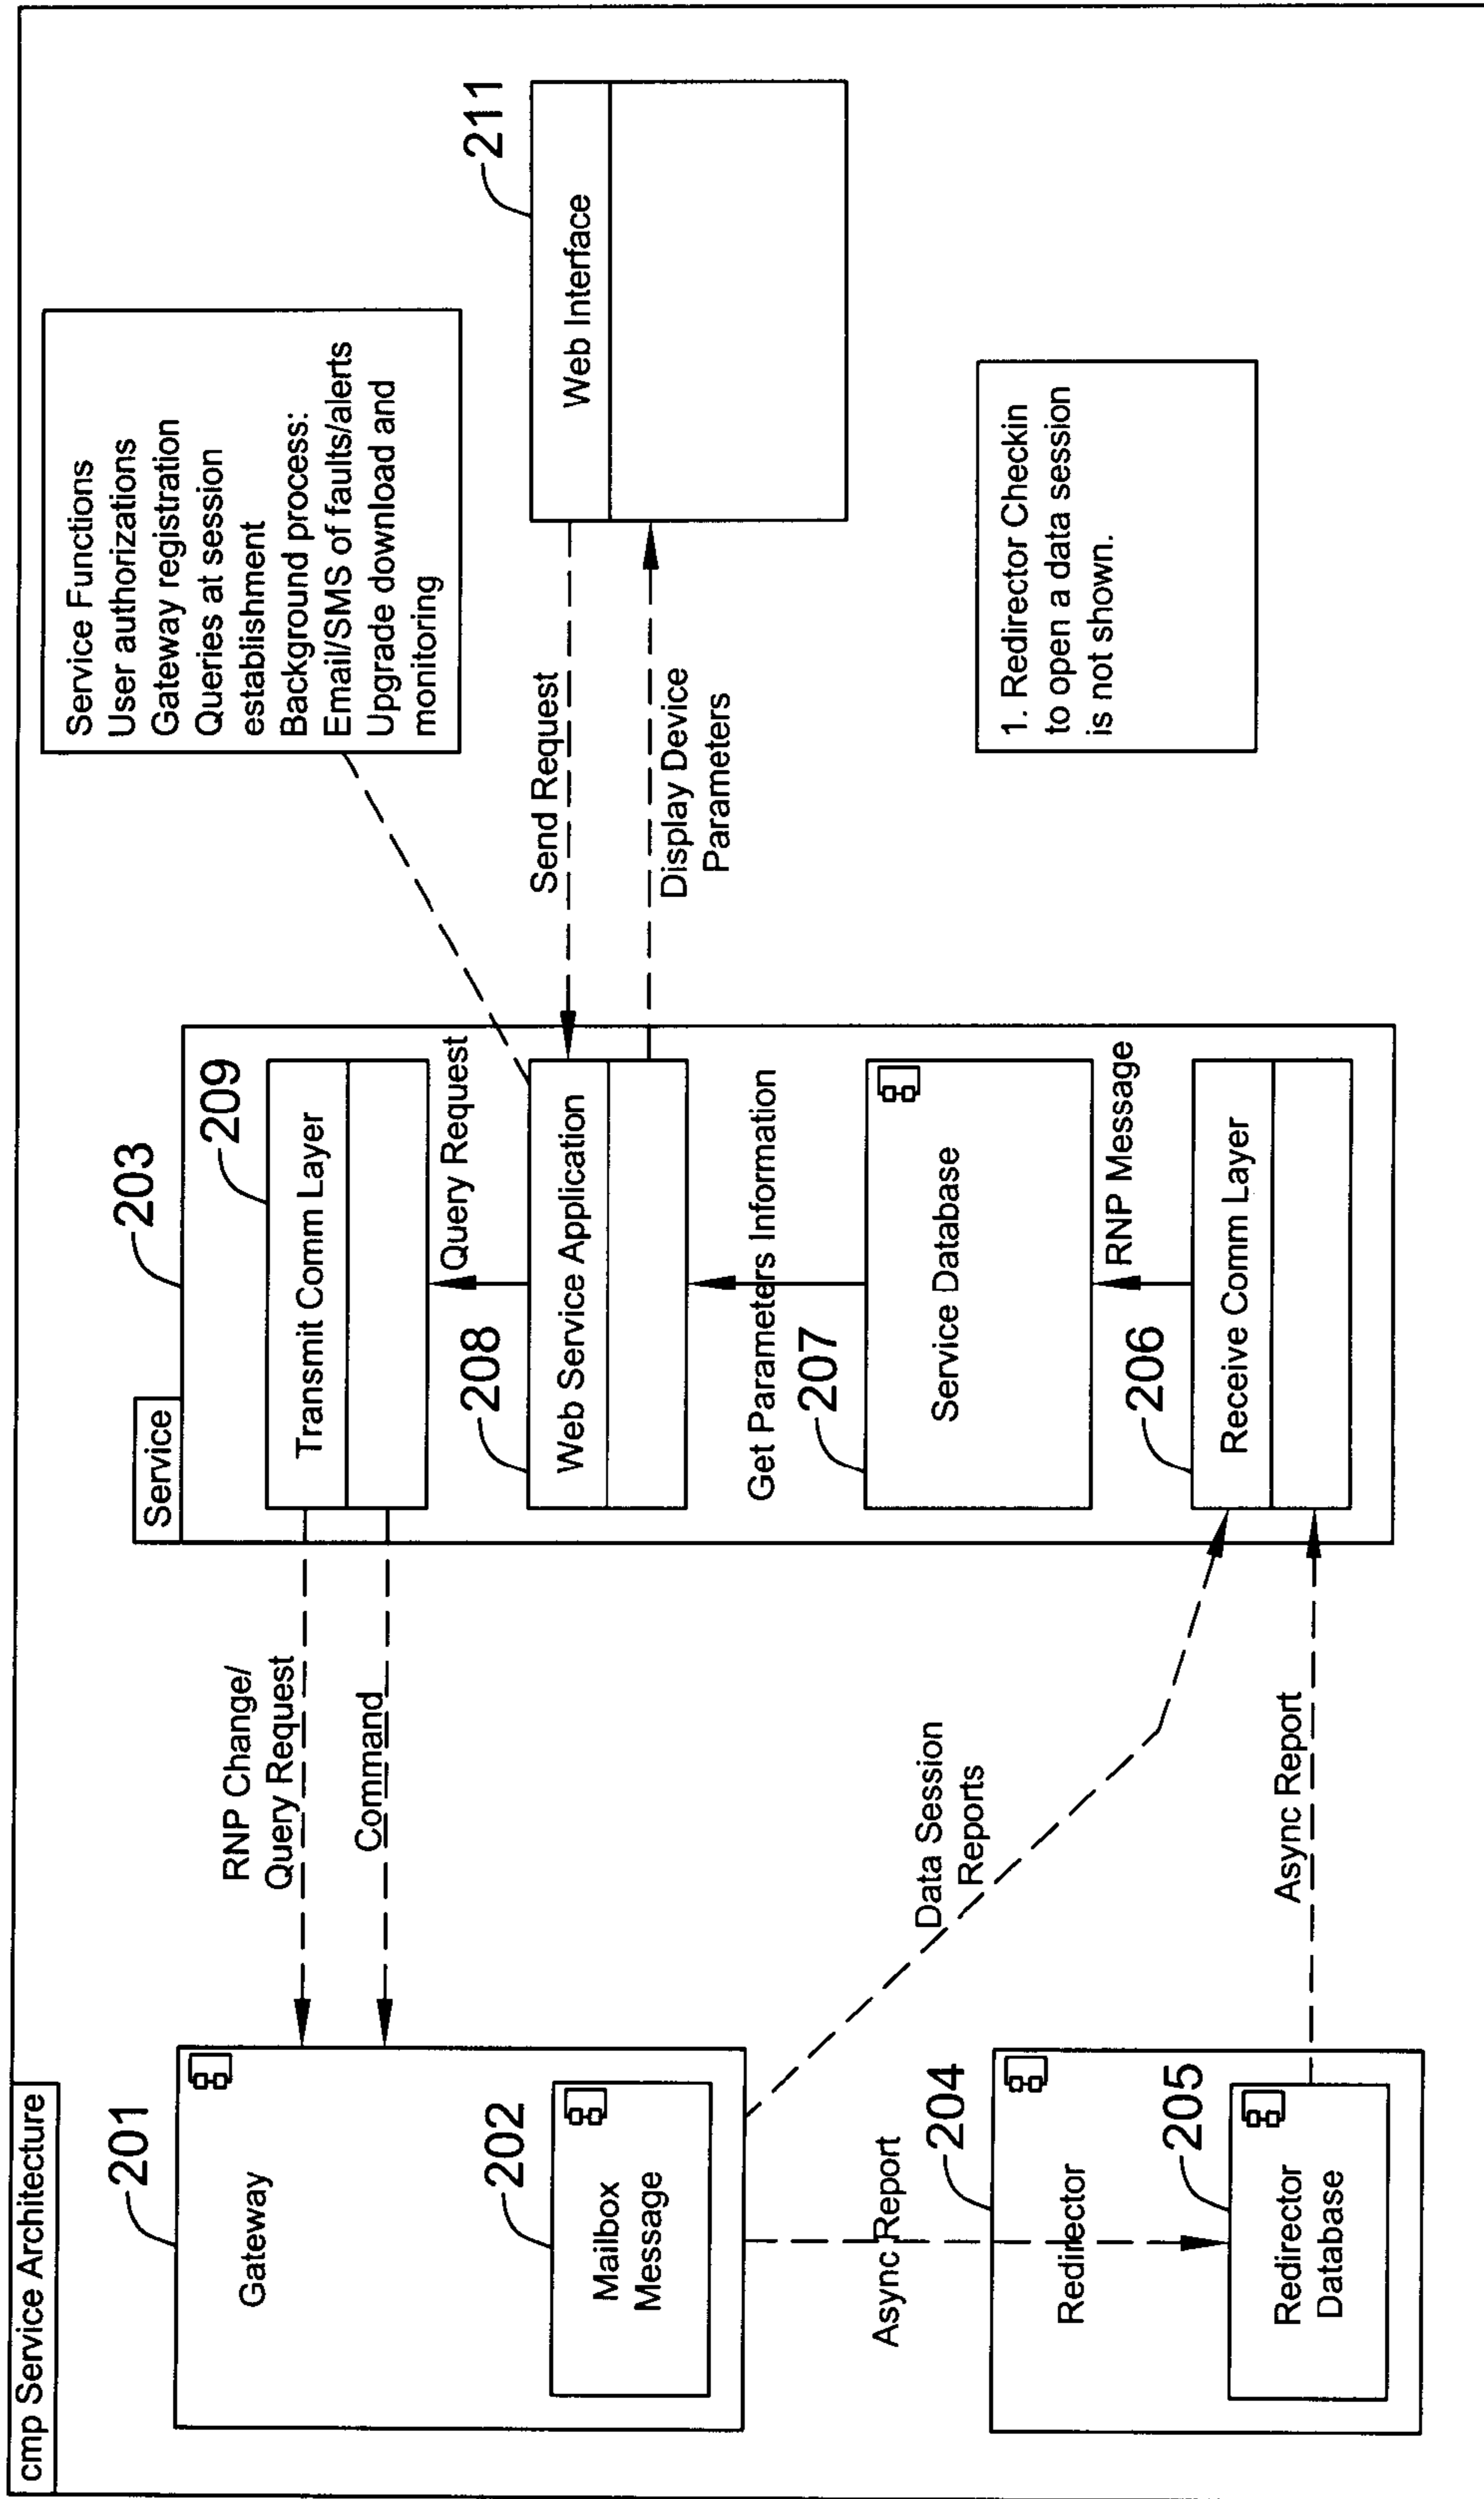 cmp Service Architecture
201
Gateway
202
Mailbox
Message
Async Report
204
Redirector
205
Redirector
Database
RNP Change/
Query Request
Command
Data Session
Reports
Async Report
Service
203
209
Transmit Comm Layer
Query Request
208
Web Service Application
Get Parameters Information
207
Service Database
RNP Message
206
Receive Comm Layer
Service Functions
User authorizations
Gateway registration
Queries at session
establishment
Background process:
Email/SMS of faults/alerts
Upgrade download and
monitoring
Send Request
Display Device
Parameters
211
Web Interface
1. Redirector Checkin
to open a data session
is not shown.